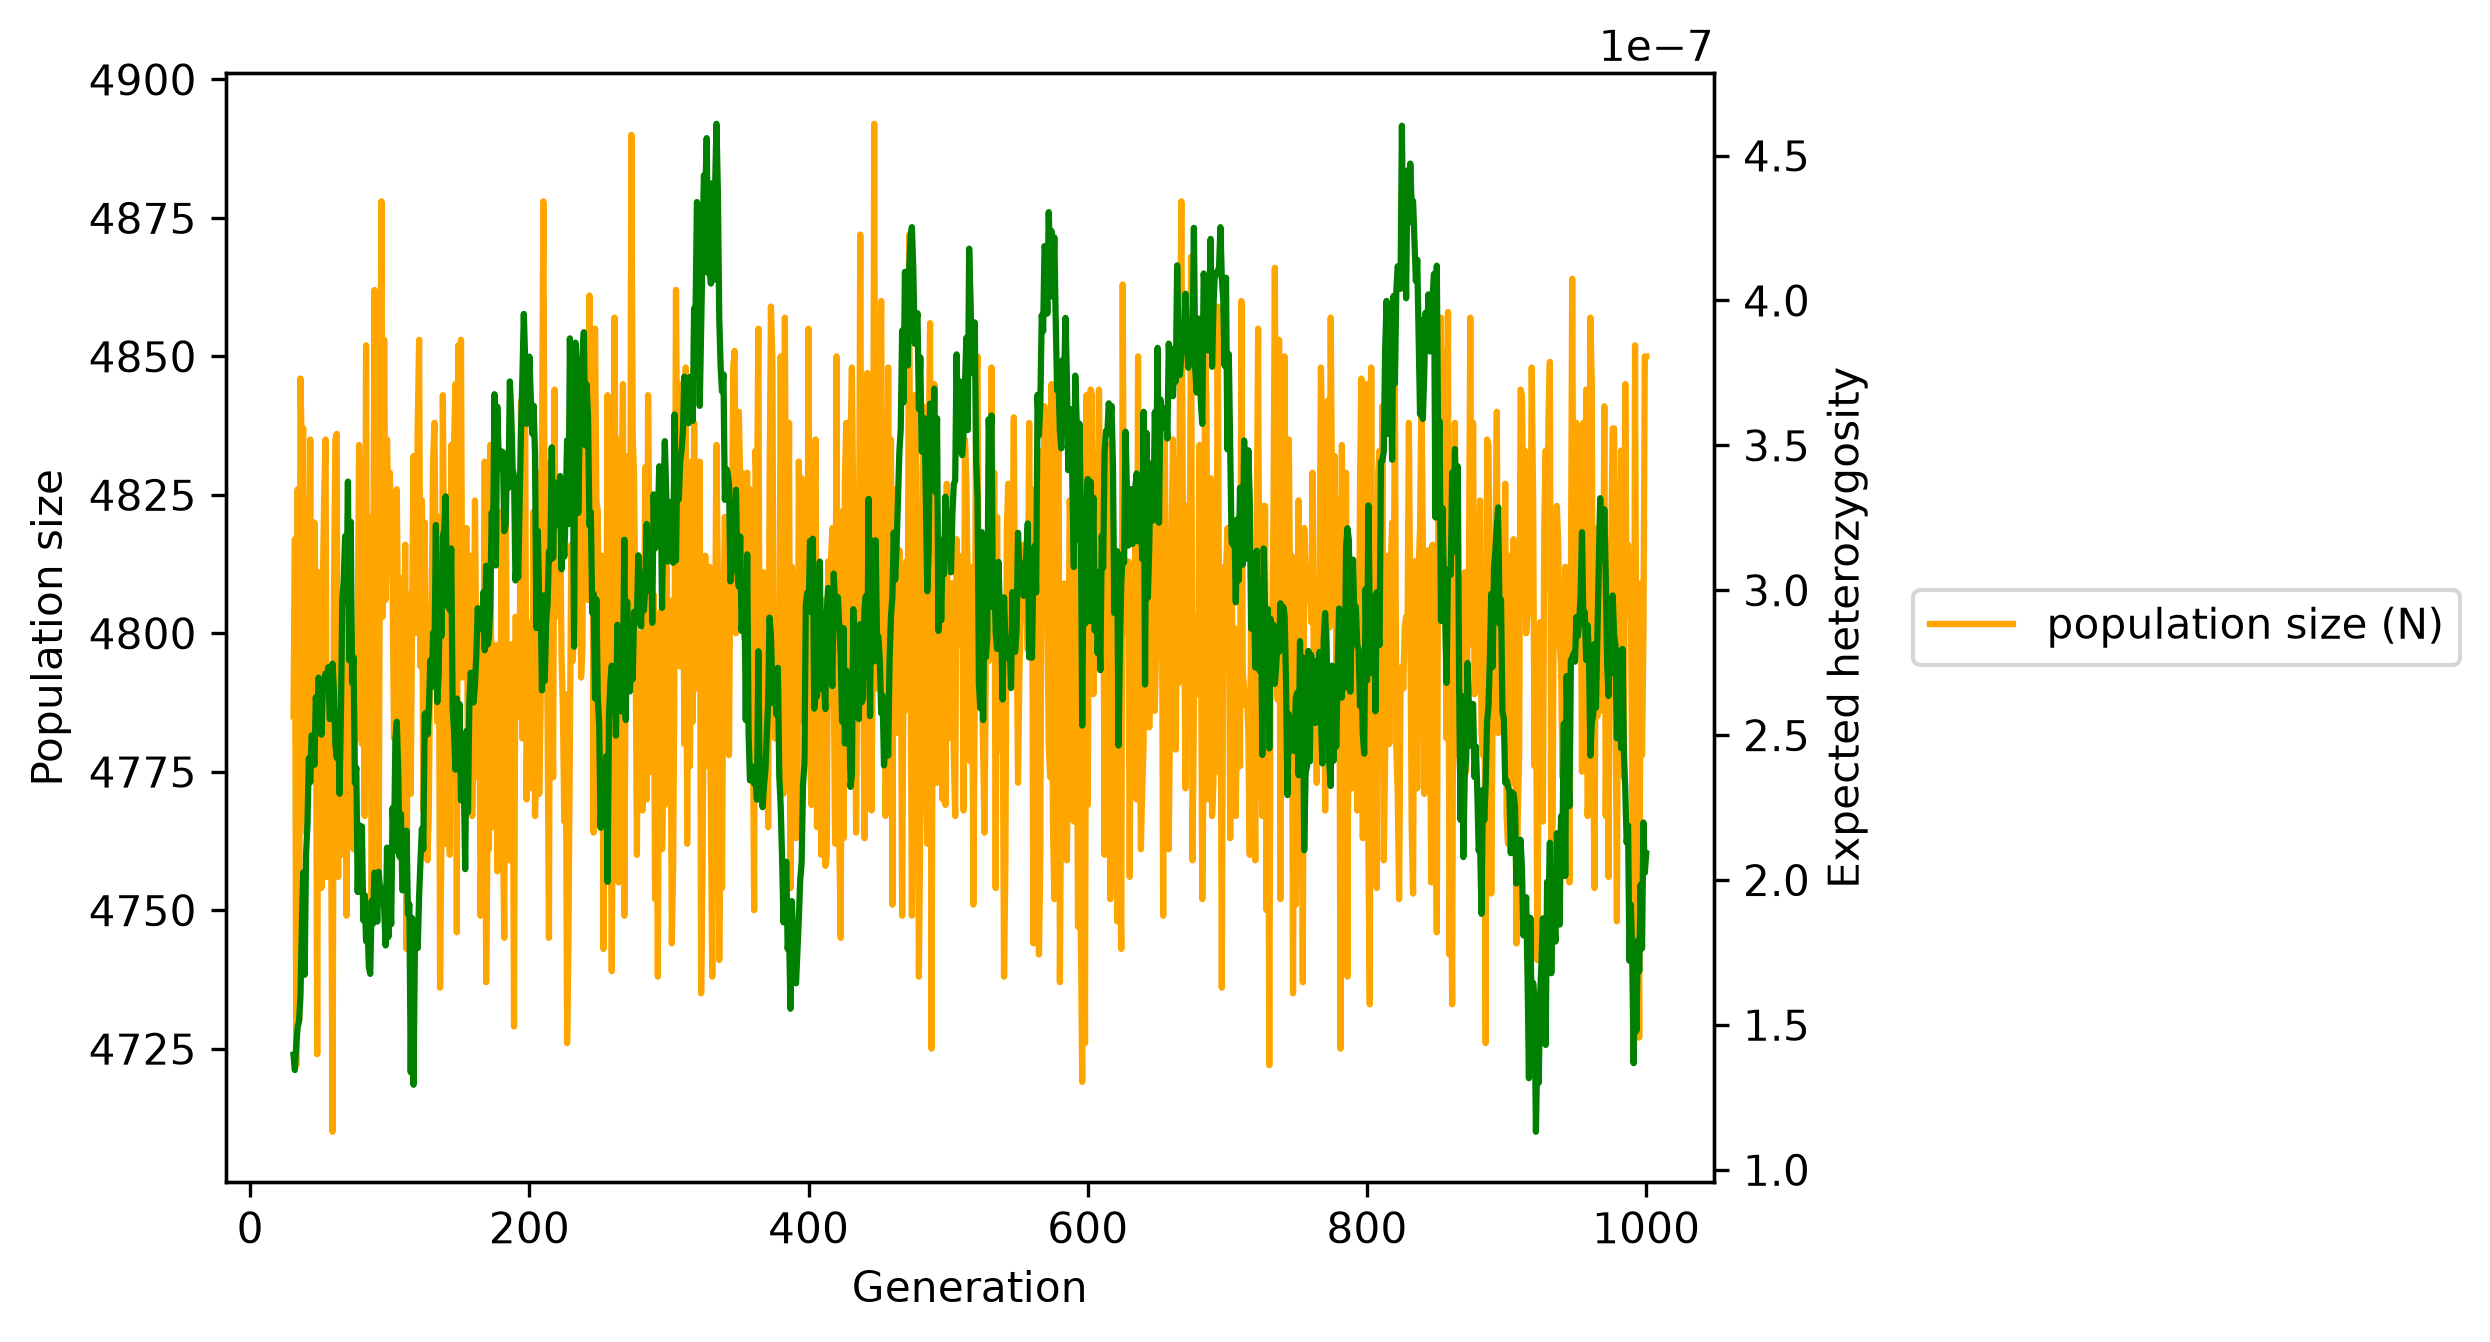 1e−7
4900
4875
4850
4825
4800
4775
4750
4725
Population size
4.5
4.0
3.5
3.0
2.5
2.0
1.5
1.0
Expected heterozygosity
population size (N)
0 200 400 600 800 1000
Generation